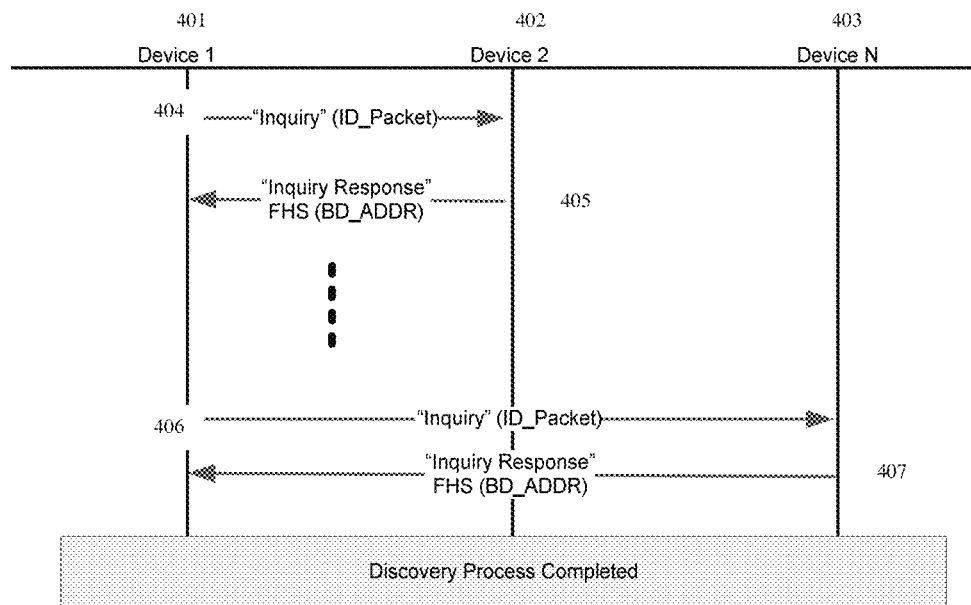 401
402
403
Device 1
Device 2
Device N
404
"Inquiry" (ID_Packet)
"Inquiry Response"
FHS (BD_ADDR)
405
406
"Inquiry" (ID_Packet)
"Inquiry Response"
FHS (BD_ADDR)
407
Discovery Process Completed